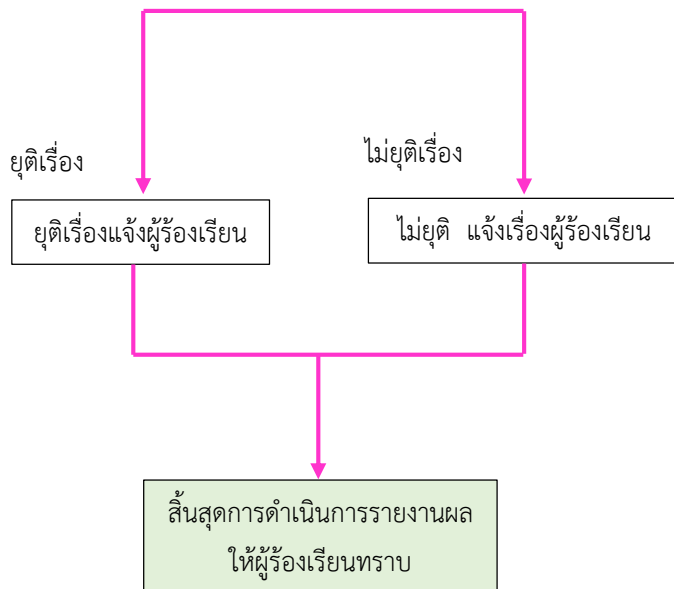 ยุติเรื่อง
ไม่ยุติเรื่อง
ยุติเรื่องแจ้งผู้ร้องเรียน
ไม่ยุติ แจ้งเรื่องผู้ร้องเรียน
สิ้นสุดการดำเนินการรายงานผล
ให้ผู้ร้องเรียนทราบ